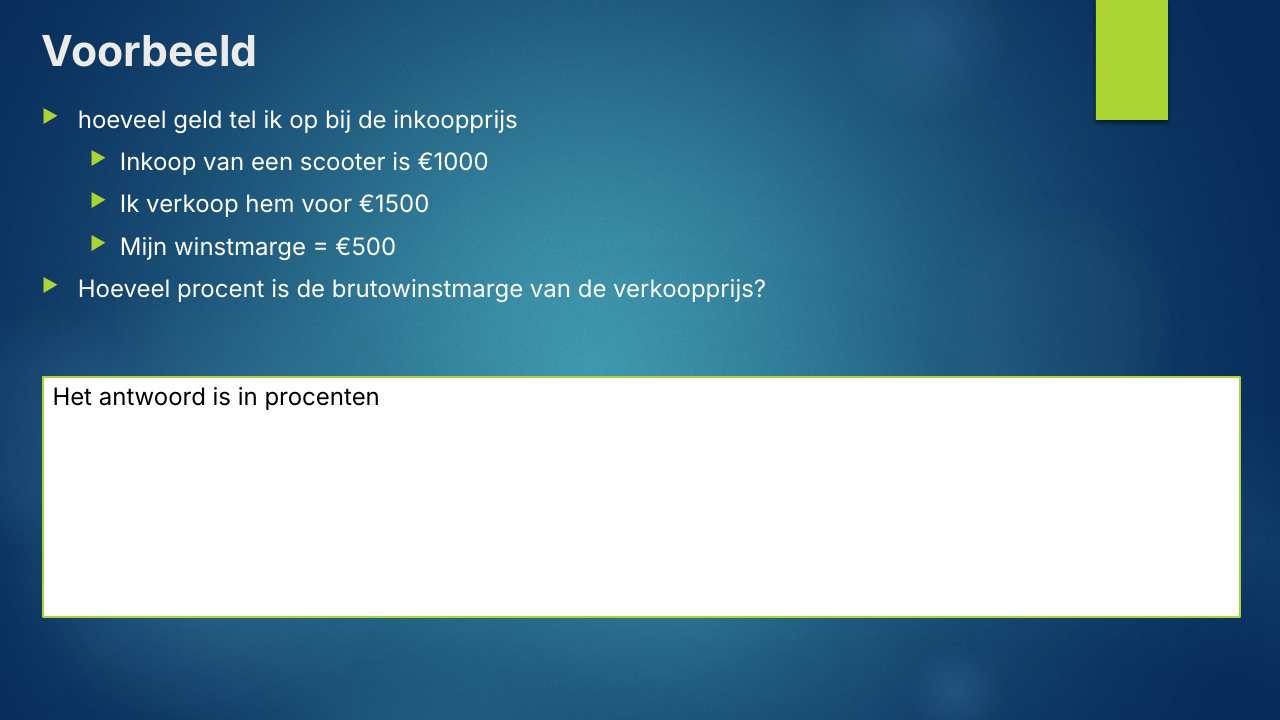 Voorbeeld
hoeveel geld tel ik op bij de inkoopprijs
Inkoop van een scooter is €1000
Ik verkoop hem voor €1500
Mijn winstmarge = €500
Hoeveel procent is de brutowinstmarge van de verkoopprijs?
Het antwoord is in procenten